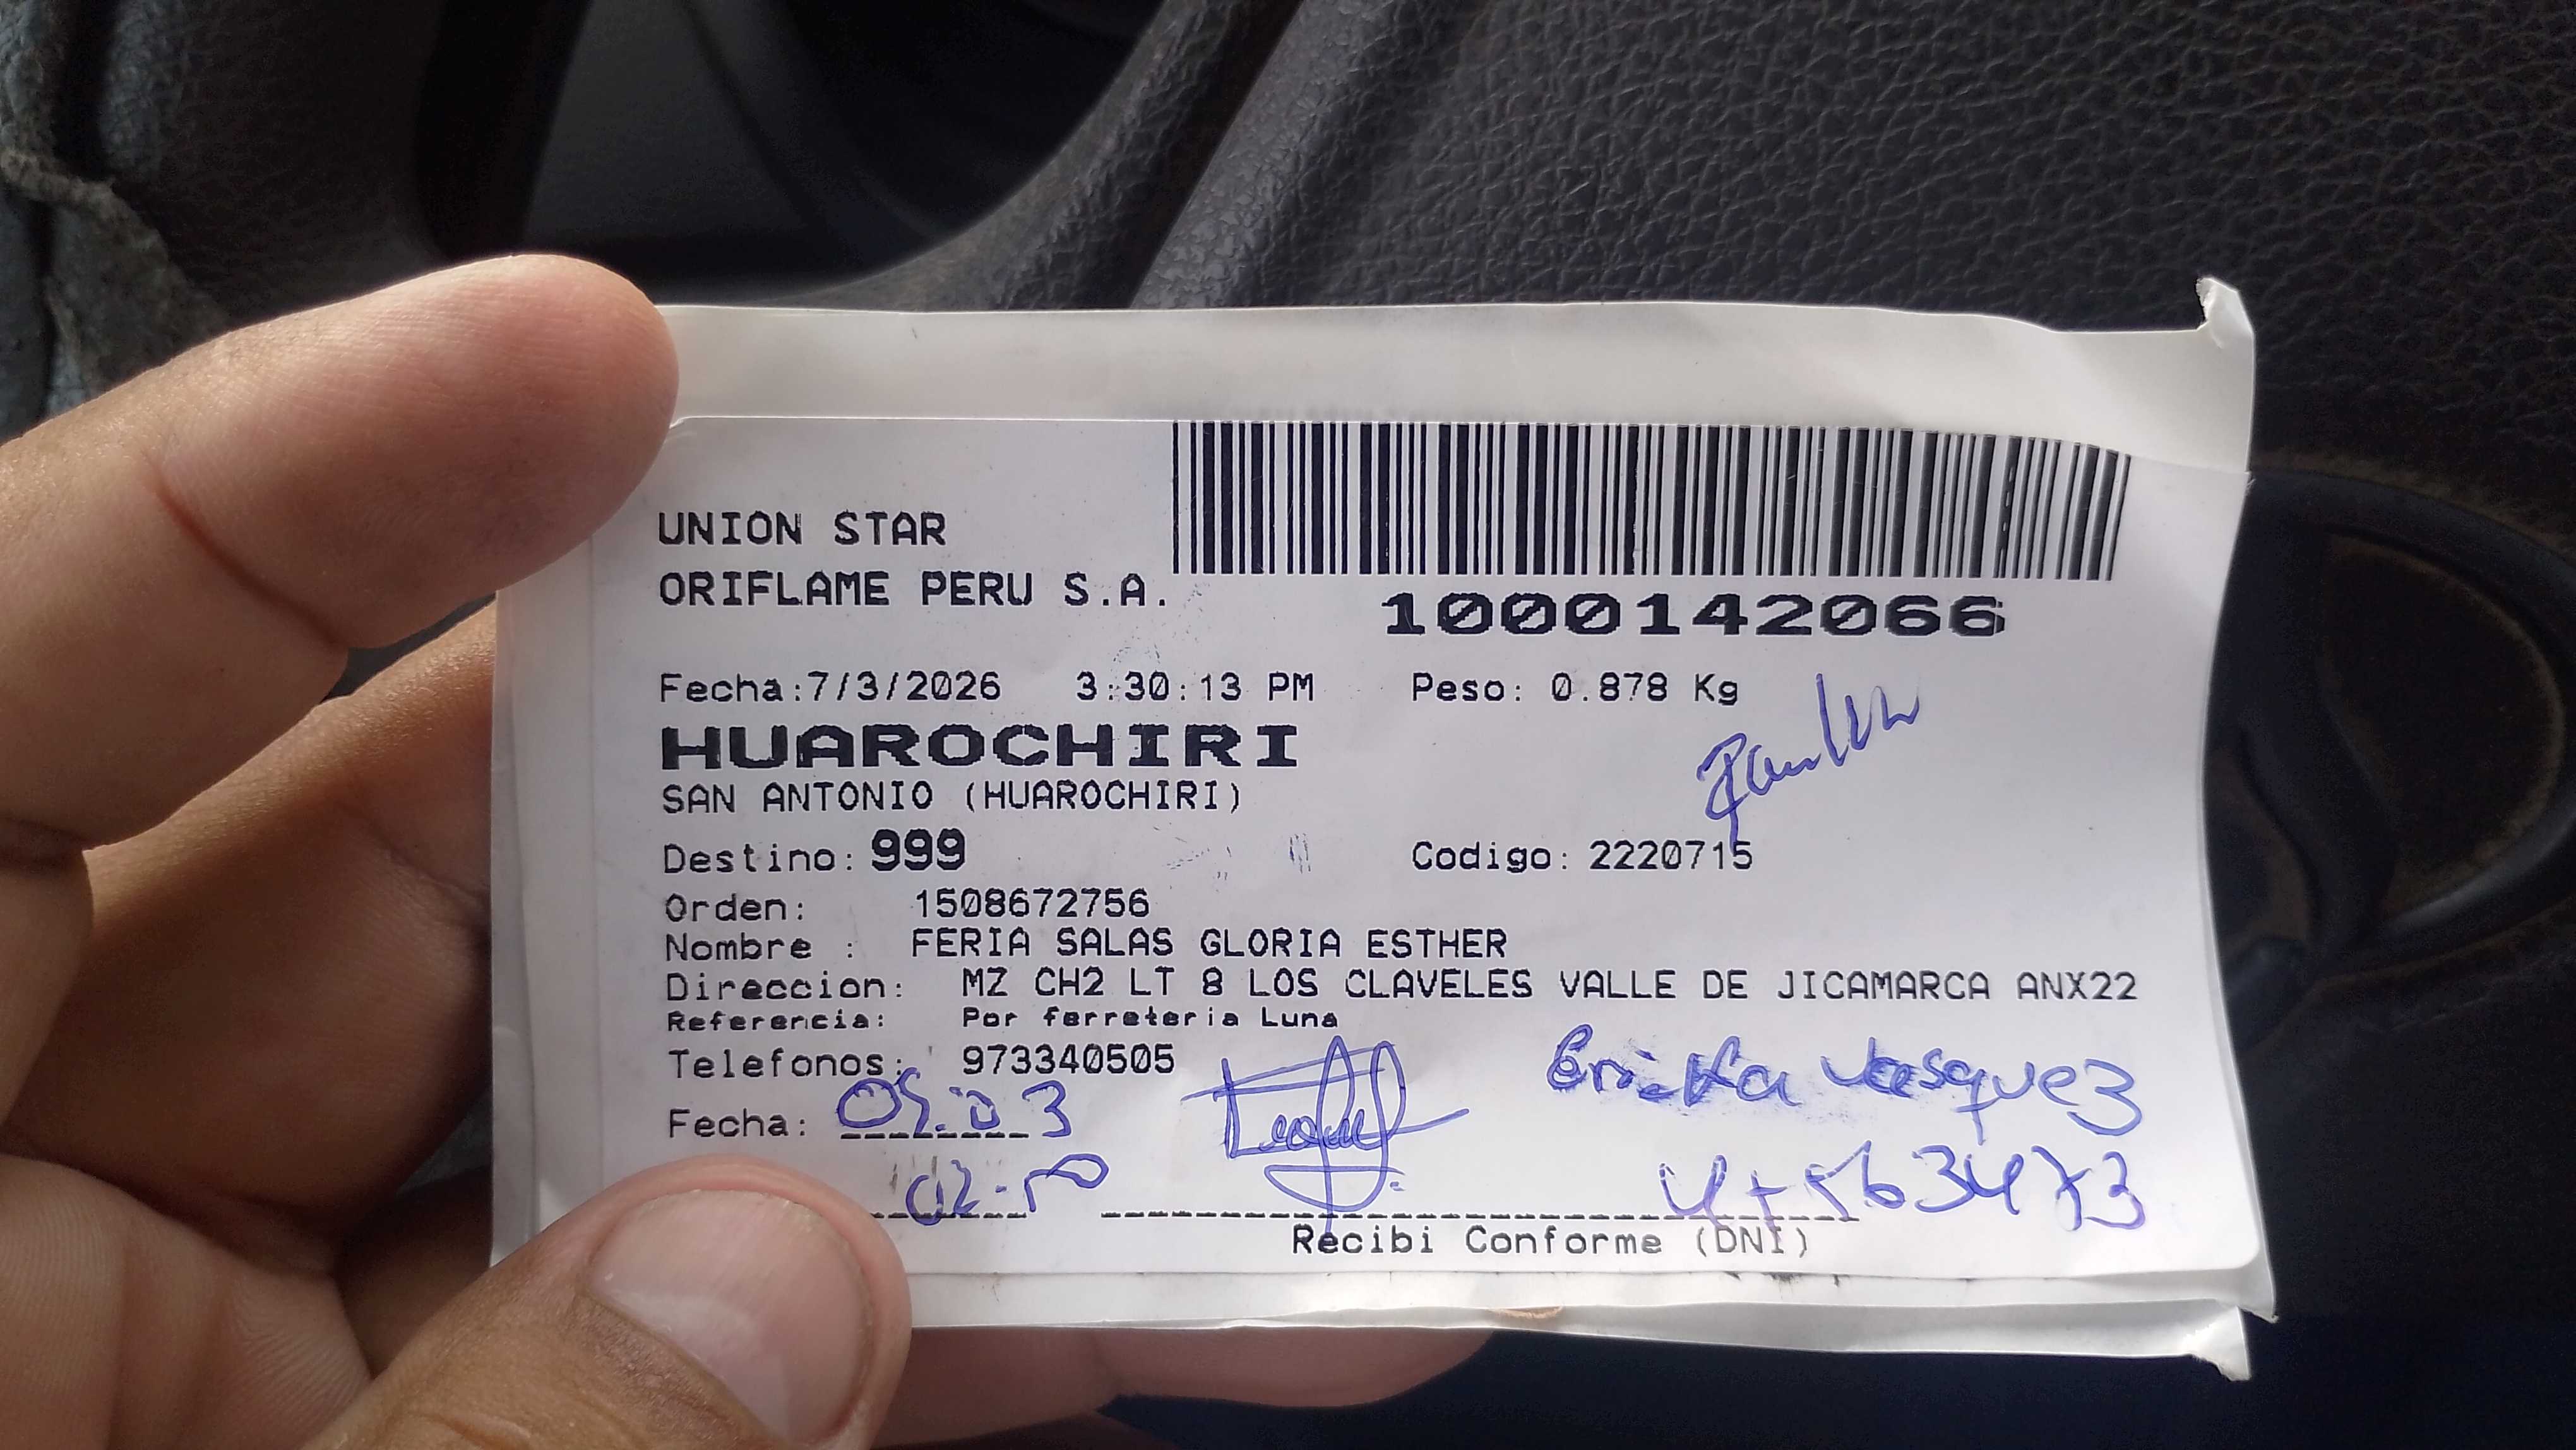 UNION STAR
ORIFLAME PERU S.A.
1000142066
Fecha:7/3/2026 3:30:13 PM Peso: 0.878 Kg
HUAROCHIRI
SAN ANTONIO (HUAROCHIRI)
Destino: 999 Codigo: 2220715
Orden: 1508672756
Nombre : FERIA SALAS GLORIA ESTHER
Direccion: MZ CH2 LT 8 LOS CLAVELES VALLE DE JICAMARCA ANX22
Referencia: Por ferreteria Luna
Telefonos: 973340505
Vasquez
Fecha:
Recibi Conforme (DNI)